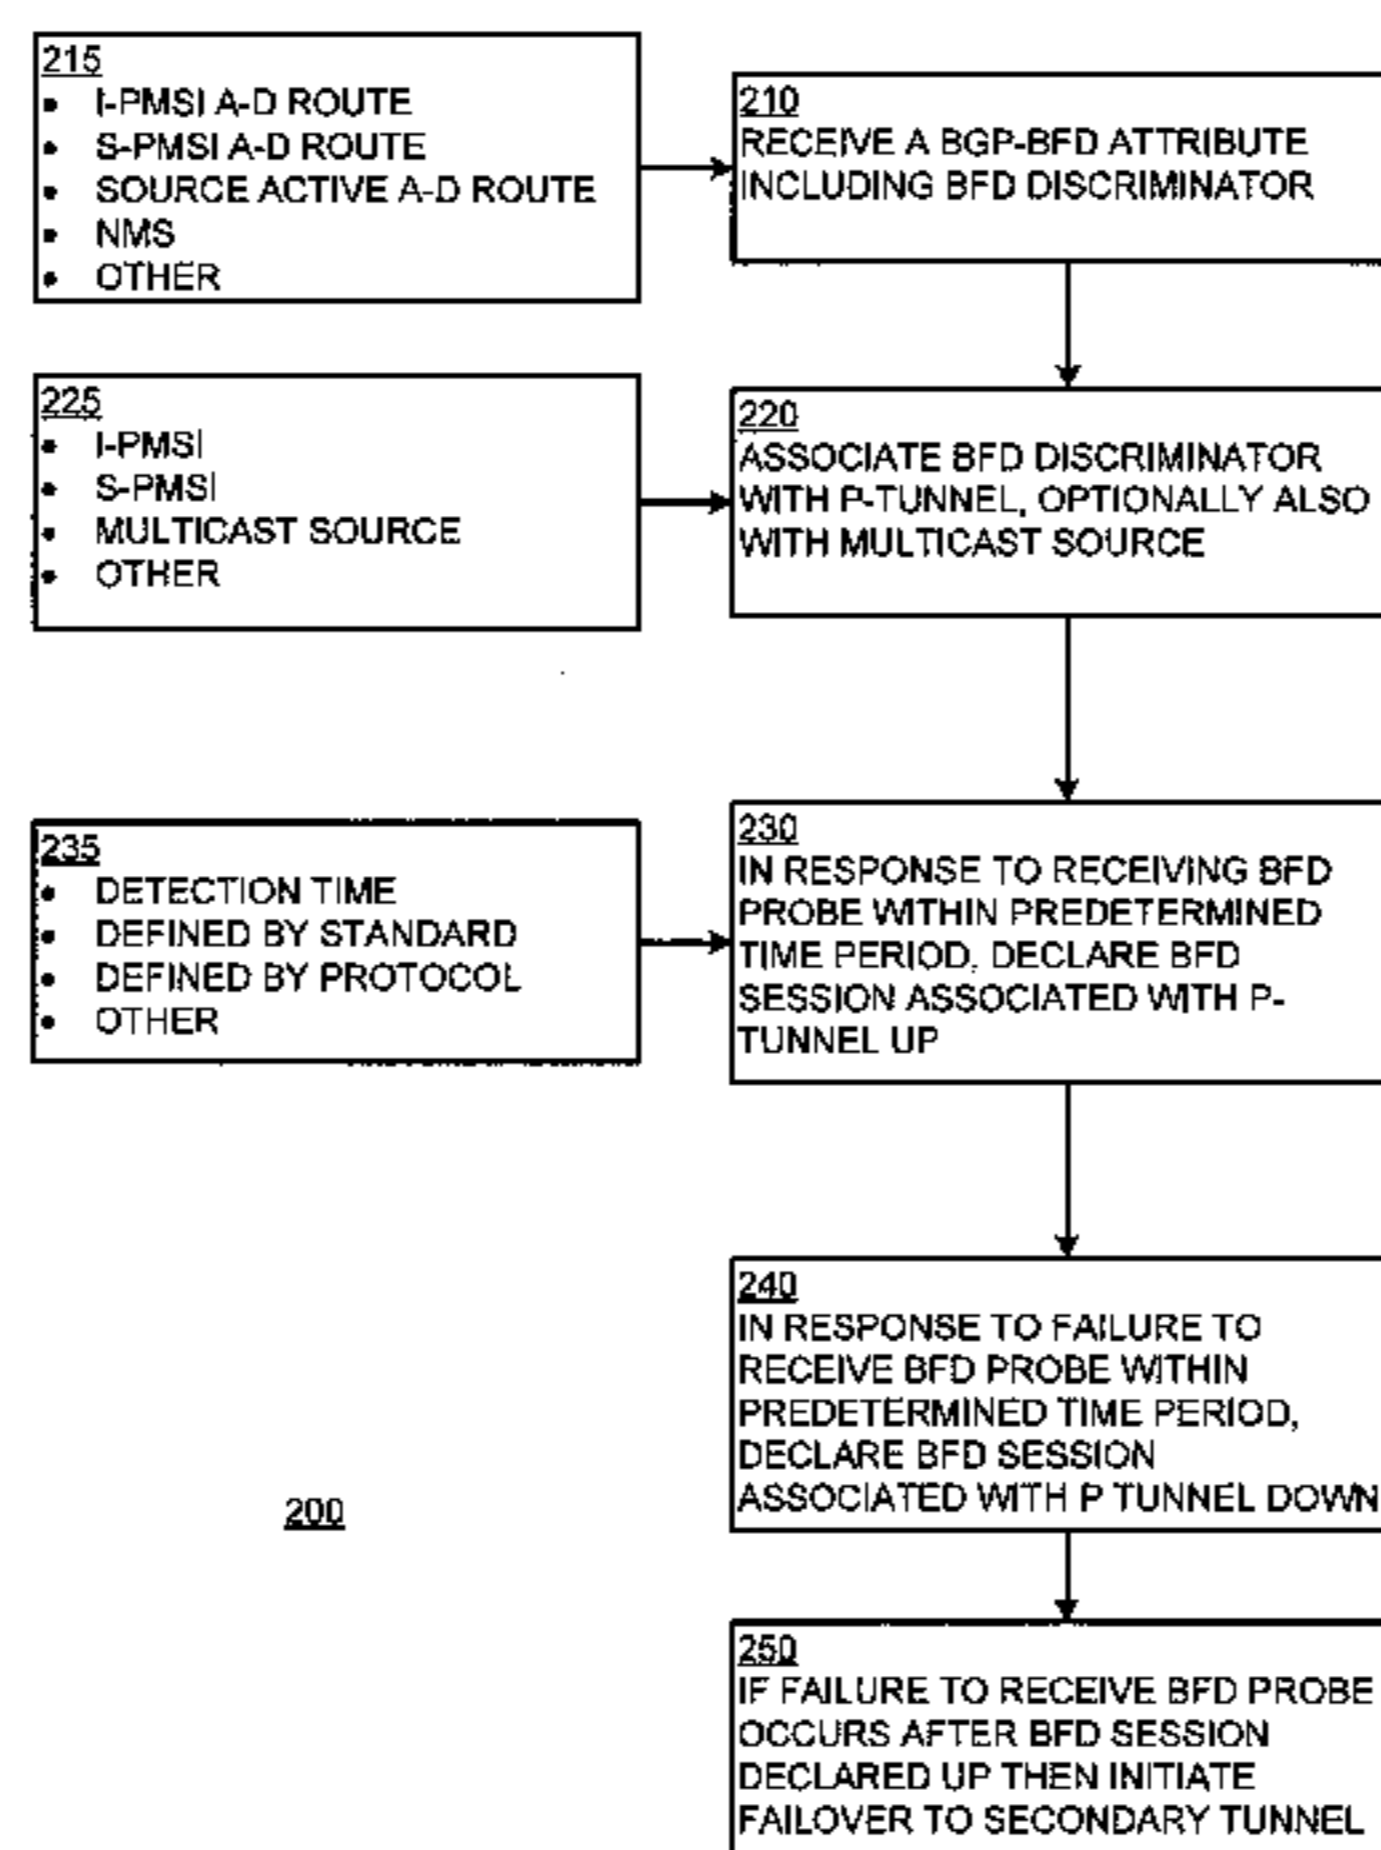 215
• I-PMSI A-D ROUTE
• S-PMSI A-D ROUTE
• SOURCE ACTIVE A-D ROUTE
• NMS
• OTHER
210
RECEIVE A BGP-BFD ATTRIBUTE
INCLUDING BFD DISCRIMINATOR
225
• I-PMSI
• S-PMSI
• MULTICAST SOURCE
• OTHER
220
ASSOCIATE BFD DISCRIMINATOR
WITH P-TUNNEL, OPTIONALLY ALSO
WITH MULTICAST SOURCE
235
• DETECTION TIME
• DEFINED BY STANDARD
• DEFINED BY PROTOCOL
• OTHER
230
IN RESPONSE TO RECEIVING BFD
PROBE WITHIN PREDETERMINED
TIME PERIOD, DECLARE BFD
SESSION ASSOCIATED WITH P-
TUNNEL UP
240
IN RESPONSE TO FAILURE TO
RECEIVE BFD PROBE WITHIN
PREDETERMINED TIME PERIOD,
DECLARE BFD SESSION
ASSOCIATED WITH P TUNNEL DOWN
200
250
IF FAILURE TO RECEIVE BFD PROBE
OCCURS AFTER BFD SESSION
DECLARED UP THEN INITIATE
FAILOVER TO SECONDARY TUNNEL